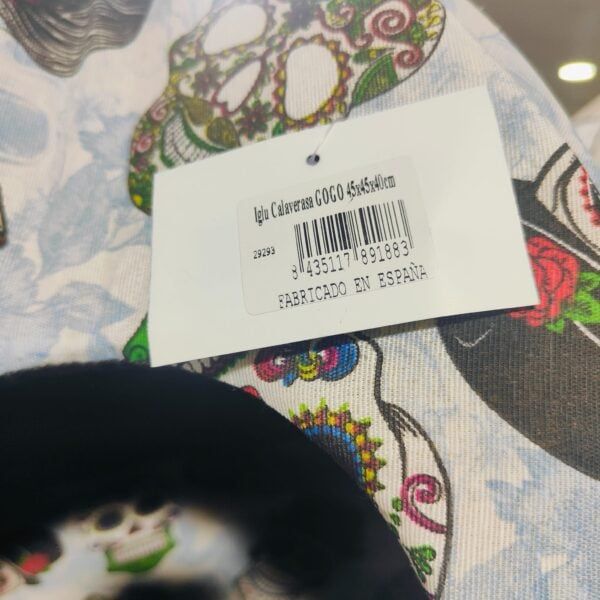 Iglu Calaverasa GOGO 45x45x40cm
29293
8 435117 891883
FABRICADO EN ESPAÑA